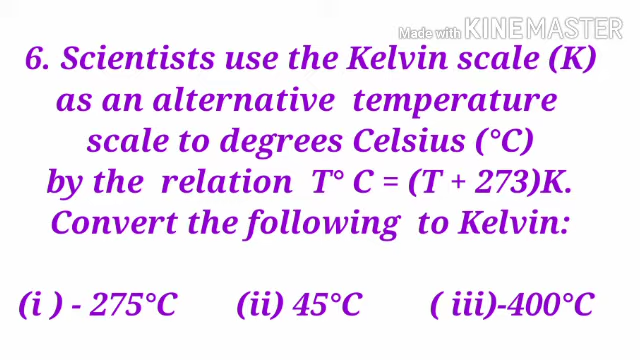 Made with KINEMASTER
6. Scientists use the Kelvin scale (K)
as an alternative temperature
scale to degrees Celsius (°C)
by the relation T° C = (T + 273)K.
Convert the following to Kelvin:
(i ) - 275°C (ii) 45°C ( iii)-400°C